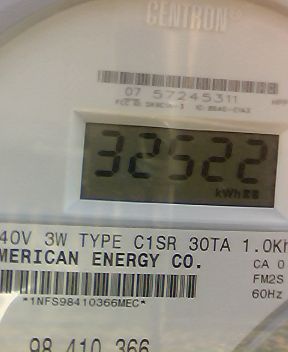 CENTRON®
07 57245311
32522
kWh
40V 3W TYPE C1SR 30TA 1.0Kh
MERICAN ENERGY CO.
CA 0
FM2S
*1NFS98410366MEC*
60Hz
98 410 366